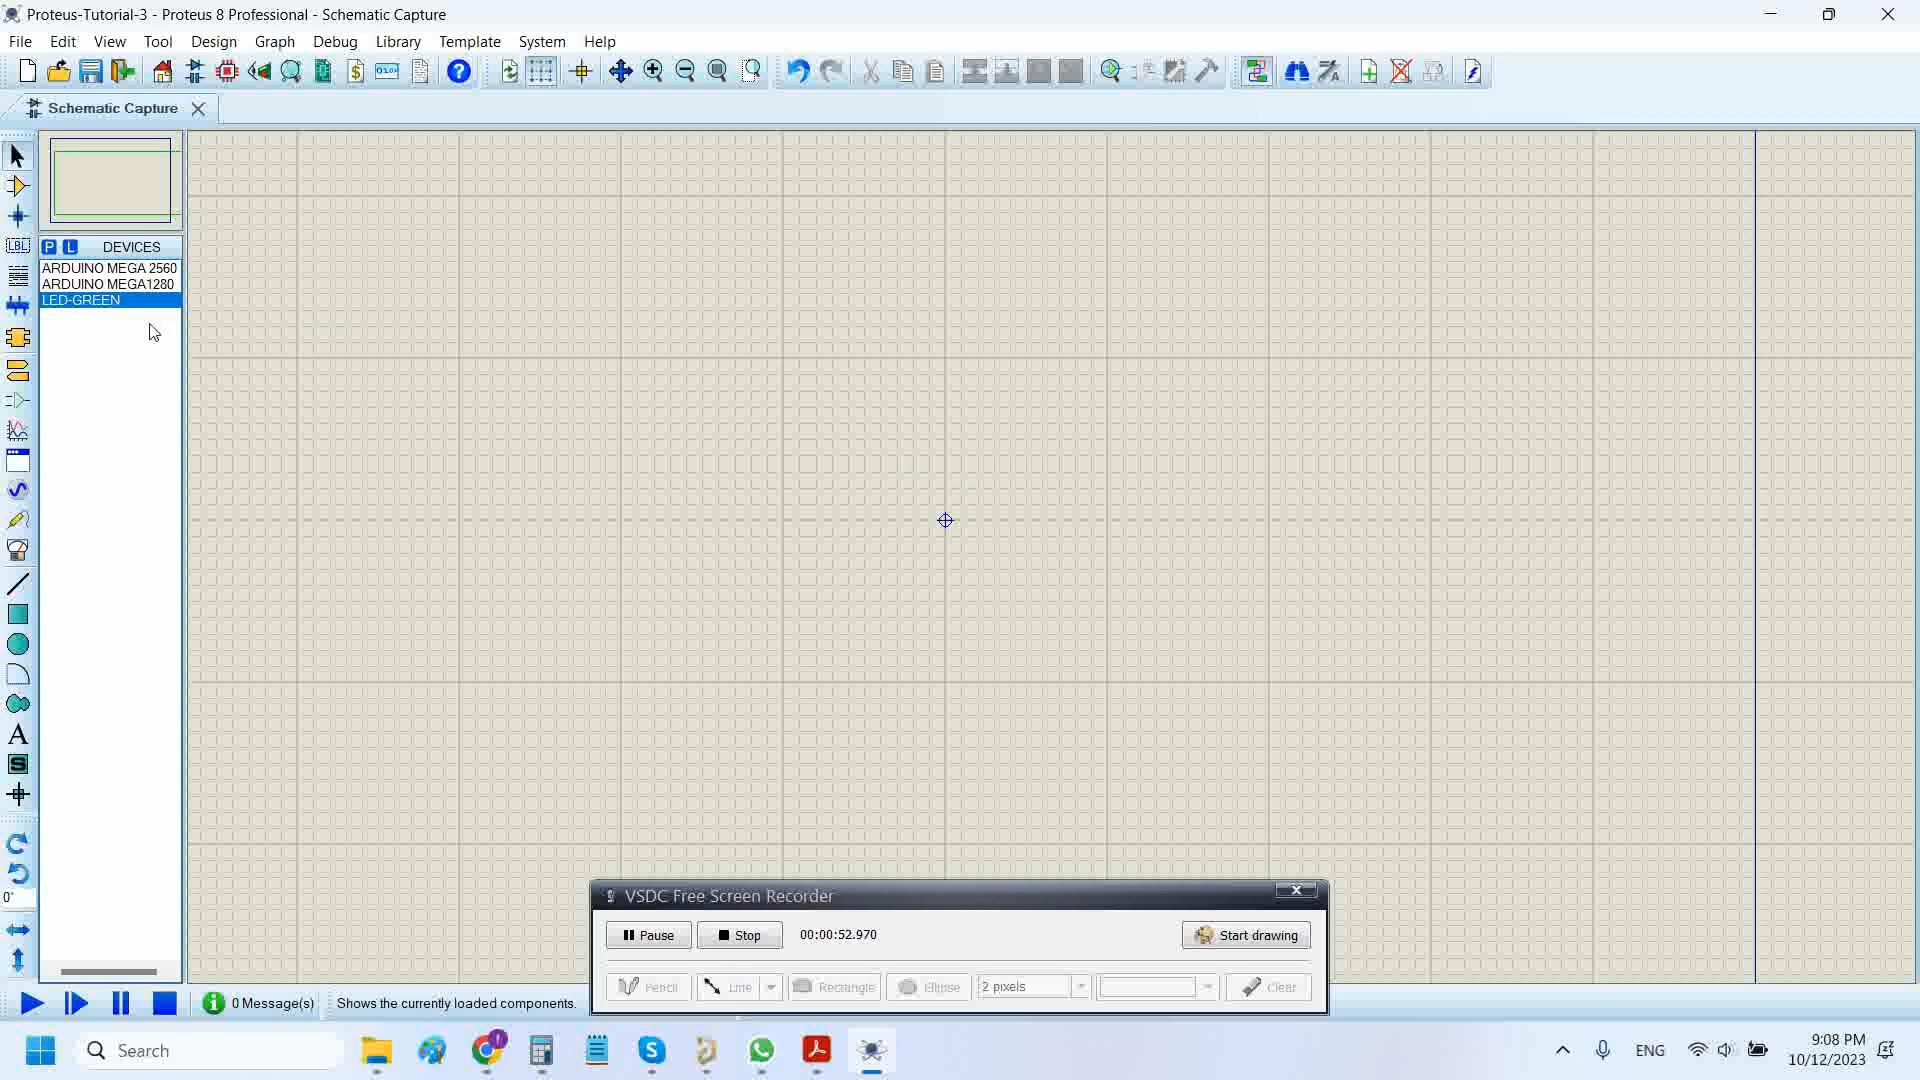 Proteus-Tutorial-3 - Proteus 8 Professional - Schematic Capture
File Edit View Tool Design Graph Debug Library Template System Help
Schematic Capture
P L DEVICES
ARDUINO MEGA 2560
ARDUINO MEGA1280
LED-GREEN
LBL
A
S
0°
VSDC Free Screen Recorder
Pause Stop 00:00:52.970 Start drawing
Pencil Line Rectangle Ellipse 2 pixels Clear
0 Message(s) Shows the currently loaded components.
Search
ENG
9:08 PM
10/12/2023